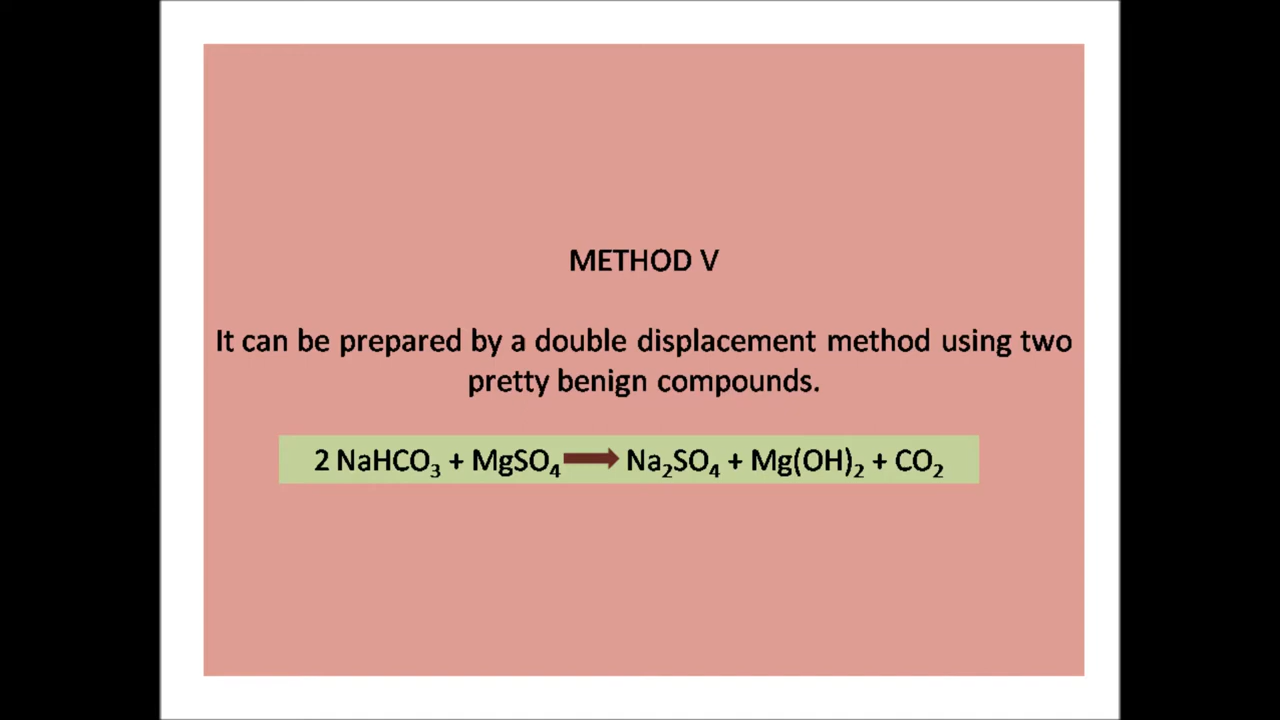 METHOD V
It can be prepared by a double displacement method using two
pretty benign compounds.
2 NaHCO₃ + MgSO₄ → Na₂SO₄ + Mg(OH)₂ + CO₂